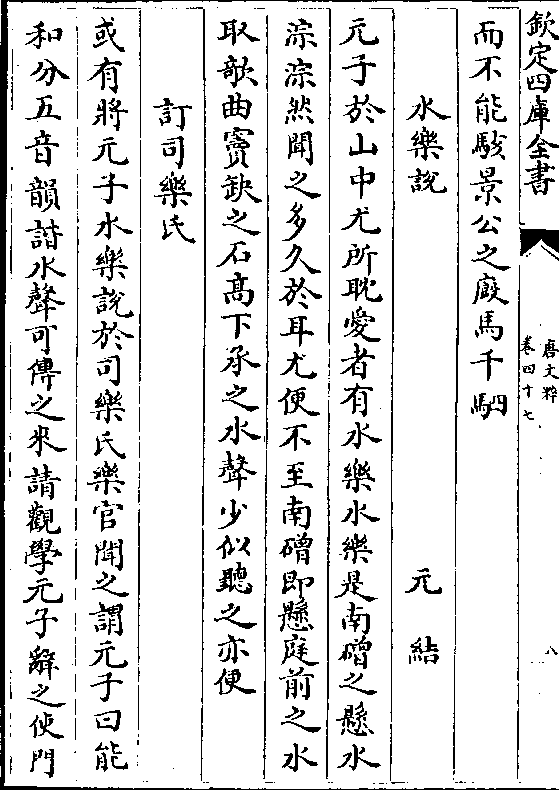 欽定四庫全書
唐文粹
卷四十七
八
而不能駭景公之廄馬千駟
水樂說
元結
元子於山中尤所耽愛者有水樂水樂是南磳之懸水
淙淙然聞之多久於耳尤便不至南磳即懸庭前之水
取欹曲竇缺之石髙下承之水聲少似聽之亦便
訂司樂氏
或有將元子水樂說於司樂氏樂官聞之謂元子曰能
和分五音韻諧水聲可傳之來請觀學元子辭之使門